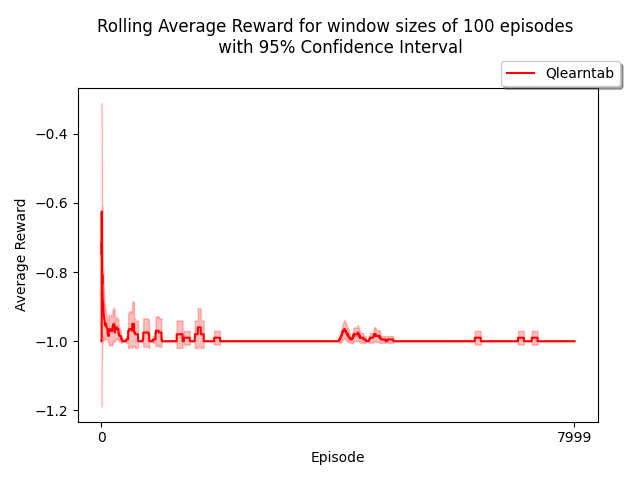 Rolling Average Reward for window sizes of 100 episodes
with 95% Confidence Interval
Qlearntab
Average Reward
−0.4
−0.6
−0.8
−1.0
−1.2
0
7999
Episode